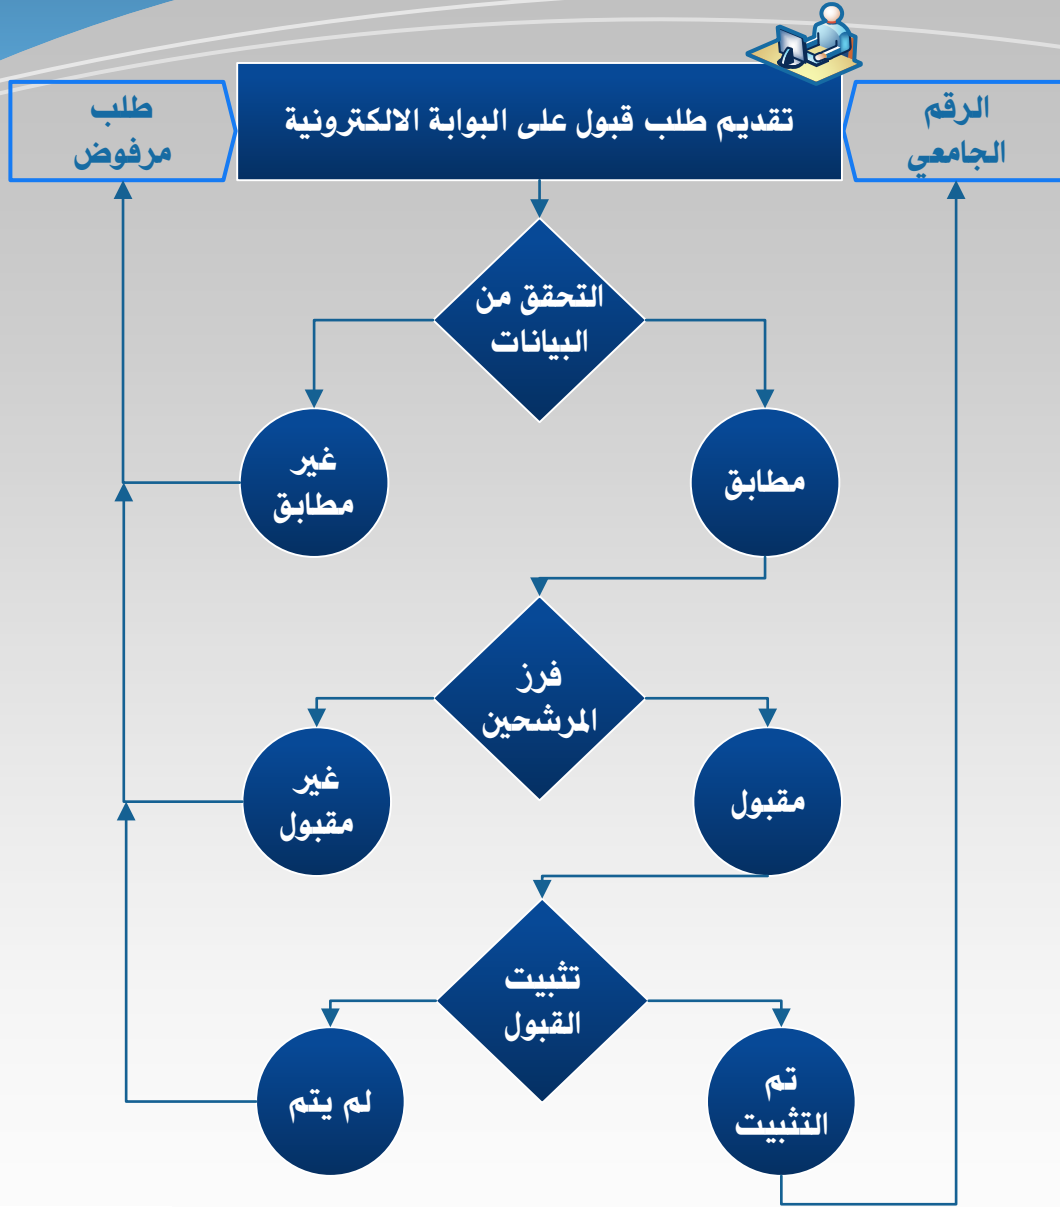 الرقم
الجامعي
تقديم طلب قبول على البوابة الالكترونية
طلب
مرفوض
التحقق من
البيانات
مطابق
غير
مطابق
فرز
المرشحين
مقبول
غير
مقبول
تثبيت
القبول
تم
التثبيت
لم يتم